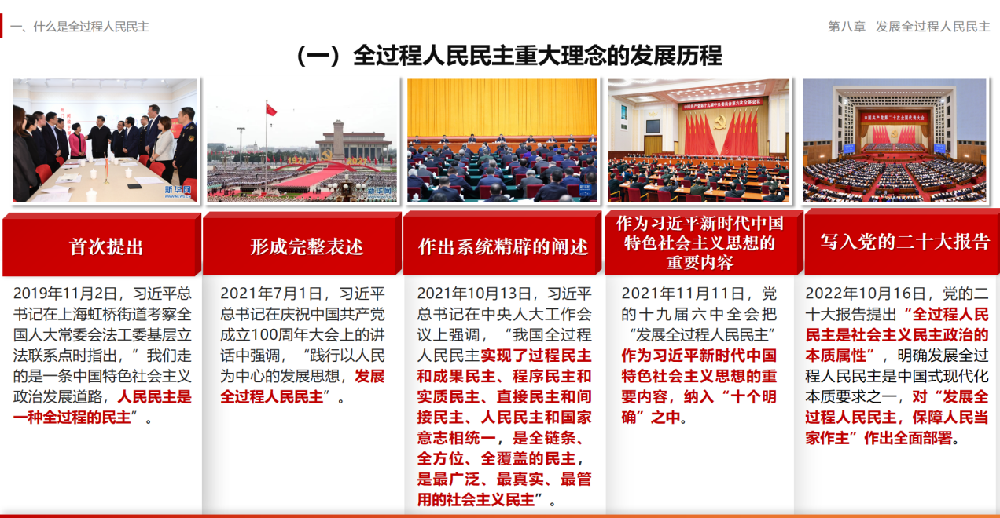 一、什么是全过程人民民主
第八章 发展全过程人民民主
（一）全过程人民民主重大理念的发展历程
新华网
1921
2021
新华网
中国共产党第十九届中央委员会第六次全体会议
中国共产党第二十次全国代表大会
首次提出
2019年11月2日，习近平总
书记在上海虹桥街道考察全
国人大常委会法工委基层立
法联系点时指出，”我们走
的是一条中国特色社会主义
政治发展道路，人民民主是
一种全过程的民主”。
形成完整表述
2021年7月1日，习近平
总书记在庆祝中国共产党
成立100周年大会上的讲
话中强调，“践行以人民
为中心的发展思想，发展
全过程人民民主”。
作出系统精辟的阐述
2021年10月13日，习近平
总书记在中央人大工作会
议上强调，“我国全过程
人民民主实现了过程民主
和成果民主、程序民主和
实质民主、直接民主和间
接民主、人民民主和国家
意志相统一，是全链条、
全方位、全覆盖的民主，
是最广泛、最真实、最管
用的社会主义民主”。
作为习近平新时代中国
特色社会主义思想的
重要内容
2021年11月11日，党
的十九届六中全会把
“发展全过程人民民主”
作为习近平新时代中国
特色社会主义思想的重
要内容，纳入“十个明
确”之中。
写入党的二十大报告
2022年10月16日，党的二
十大报告提出“全过程人民
民主是社会主义民主政治的
本质属性”，明确发展全过
程人民民主是中国式现代化
本质要求之一，对“发展全
过程人民民主，保障人民当
家作主”作出全面部署。